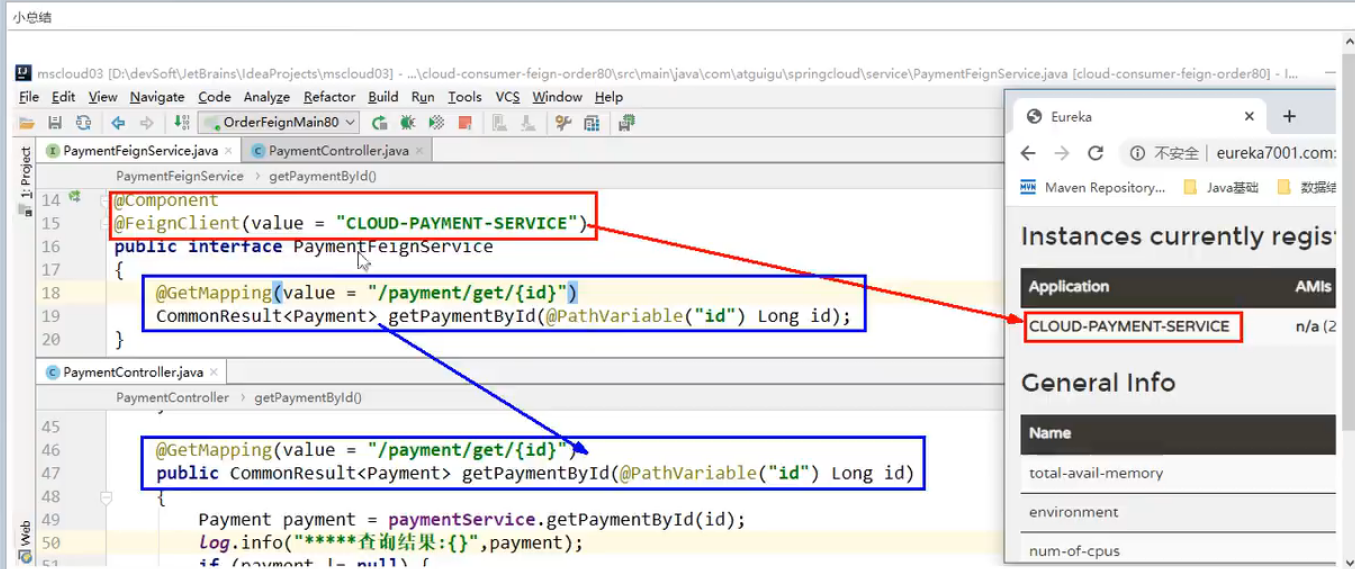 小总结
mscloud03 [D:\devSoft\JetBrains\IdeaProjects\mscloud03] - ...\cloud-consumer-feign-order80\src\main\java\com\atguigu\springcloud\service\PaymentFeignService.java [cloud-consumer-feign-order80] - I...
File Edit View Navigate Code Analyze Refactor Build Run Tools VCS Window Help
OrderFeignMain80
PaymentFeignService.java PaymentController.java
PaymentFeignService getPaymentById()
1: Project
14 @Component
15 @FeignClient(value = "CLOUD-PAYMENT-SERVICE")
16 public interface PaymentFeignService
17 {
18 @GetMapping(value = "/payment/get/{id}")
19 CommonResult<Payment> getPaymentById(@PathVariable("id") Long id);
20 }
PaymentController.java
PaymentController getPaymentById()
45
46 @GetMapping(value = "/payment/get/{id}")
47 public CommonResult<Payment> getPaymentById(@PathVariable("id") Long id)
48 {
49 Payment payment = paymentService.getPaymentById(id);
50 log.info("*****查询结果:{}",payment);
51 if (payment != null) {
Web
Eureka
不安全 eureka7001.com:
MVN Maven Repository... Java基础 数据结
Instances currently regist
Application AMIs
CLOUD-PAYMENT-SERVICE n/a (2
General Info
Name
total-avail-memory
environment
num-of-cpus